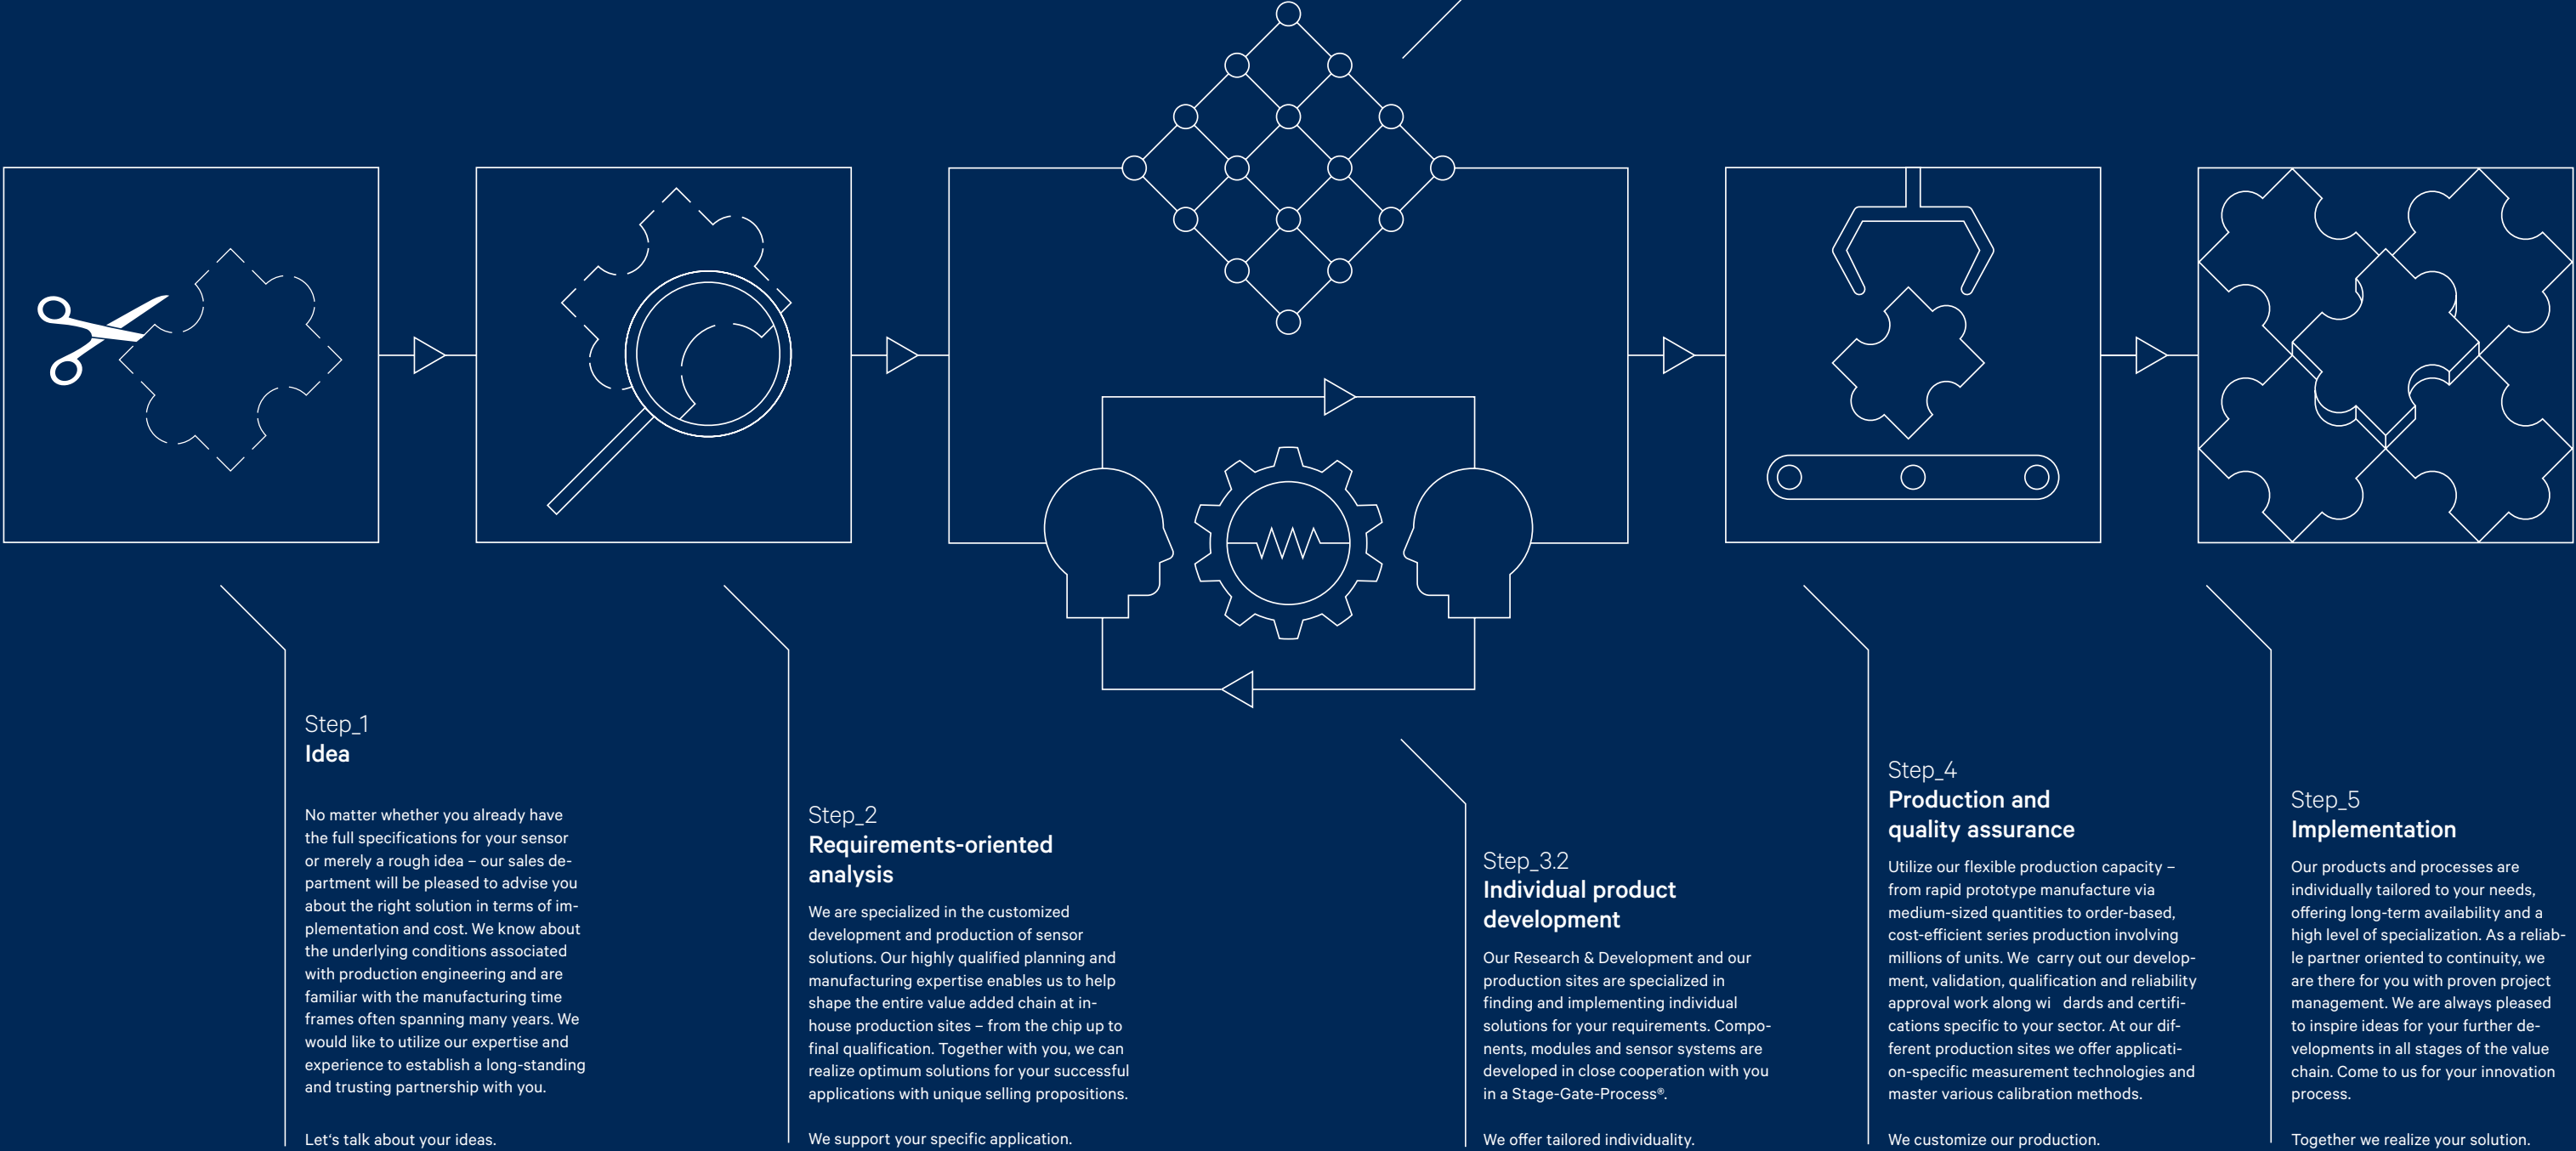 Step_1
Idea
No matter whether you already have
the full specifications for your sensor
or merely a rough idea – our sales de-
partment will be pleased to advise you
about the right solution in terms of im-
plementation and cost. We know about
the underlying conditions associated
with production engineering and are
familiar with the manufacturing time
frames often spanning many years. We
would like to utilize our expertise and
experience to establish a long-standing
and trusting partnership with you.
Let‘s talk about your ideas.
Step_2
Requirements-oriented
analysis
We are specialized in the customized
development and production of sensor
solutions. Our highly qualified planning and
manufacturing expertise enables us to help
shape the entire value added chain at in-
house production sites – from the chip up to
final qualification. Together with you, we can
realize optimum solutions for your successful
applications with unique selling propositions.
We support your specific application.
Step_3.2
Individual product
development
Our Research & Development and our
production sites are specialized in
finding and implementing individual
solutions for your requirements. Compo-
nents, modules and sensor systems are
developed in close cooperation with you
in a Stage-Gate-Process®.
We offer tailored individuality.
Step_4
Production and
quality assurance
Utilize our flexible production capacity –
from rapid prototype manufacture via
medium-sized quantities to order-based,
cost-efficient series production involving
millions of units. We carry out our develop-
ment, validation, qualification and reliability
approval work along wi dards and certifi-
cations specific to your sector. At our dif-
ferent production sites we offer applicati-
on-specific measurement technologies and
master various calibration methods.
We customize our production.
Step_5
Implementation
Our products and processes are
individually tailored to your needs,
offering long-term availability and a
high level of specialization. As a reliab-
le partner oriented to continuity, we
are there for you with proven project
management. We are always pleased
to inspire ideas for your further de-
velopments in all stages of the value
chain. Come to us for your innovation
process.
Together we realize your solution.